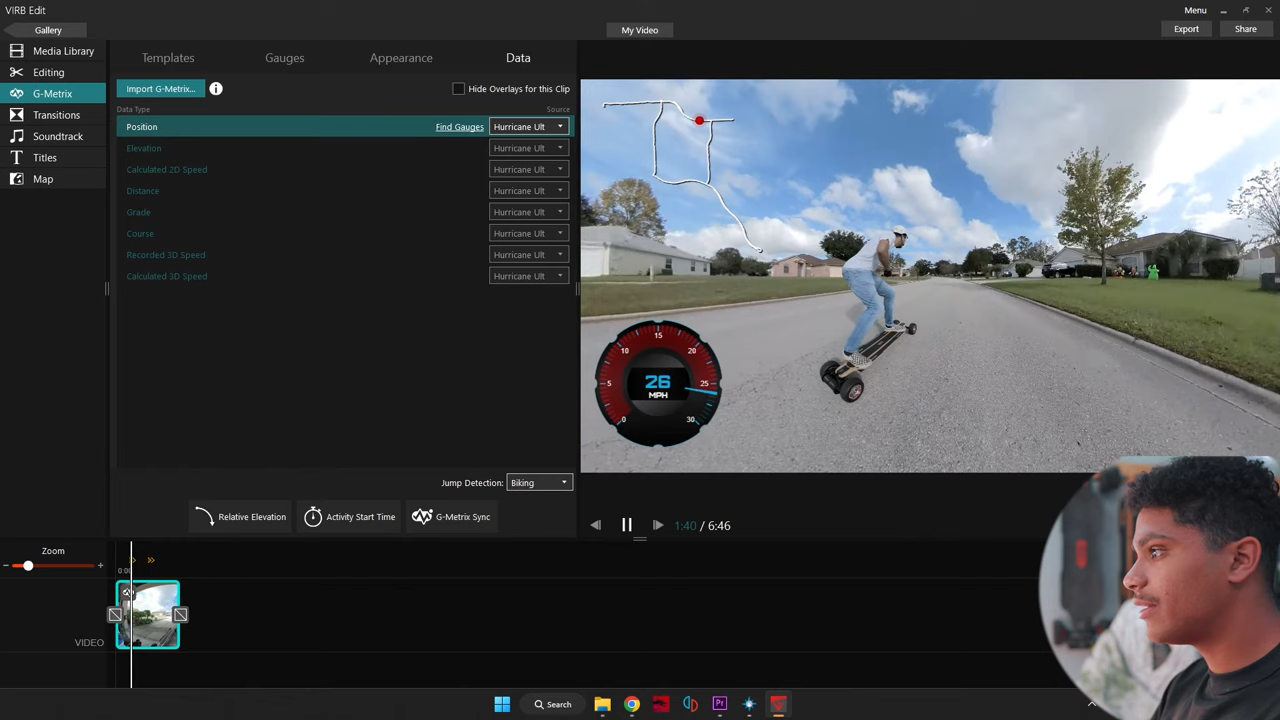 VIRB Edit
Menu
Gallery
My Video
Export
Share
Media Library
Editing
G-Metrix
Transitions
Soundtrack
Titles
Map
Templates
Gauges
Appearance
Data
Import G-Metrix...
Hide Overlays for this Clip
Data Type
Source
Position
Find Gauges
Hurricane Ult
Elevation
Hurricane Ult
Calculated 2D Speed
Hurricane Ult
Distance
Hurricane Ult
Grade
Hurricane Ult
Course
Hurricane Ult
Recorded 3D Speed
Hurricane Ult
Calculated 3D Speed
Hurricane Ult
Jump Detection:
Biking
Relative Elevation
Activity Start Time
G-Metrix Sync
0
5
10
15
20
25
30
26
MPH
1:40 / 6:46
Zoom
VIDEO
Search
Pr